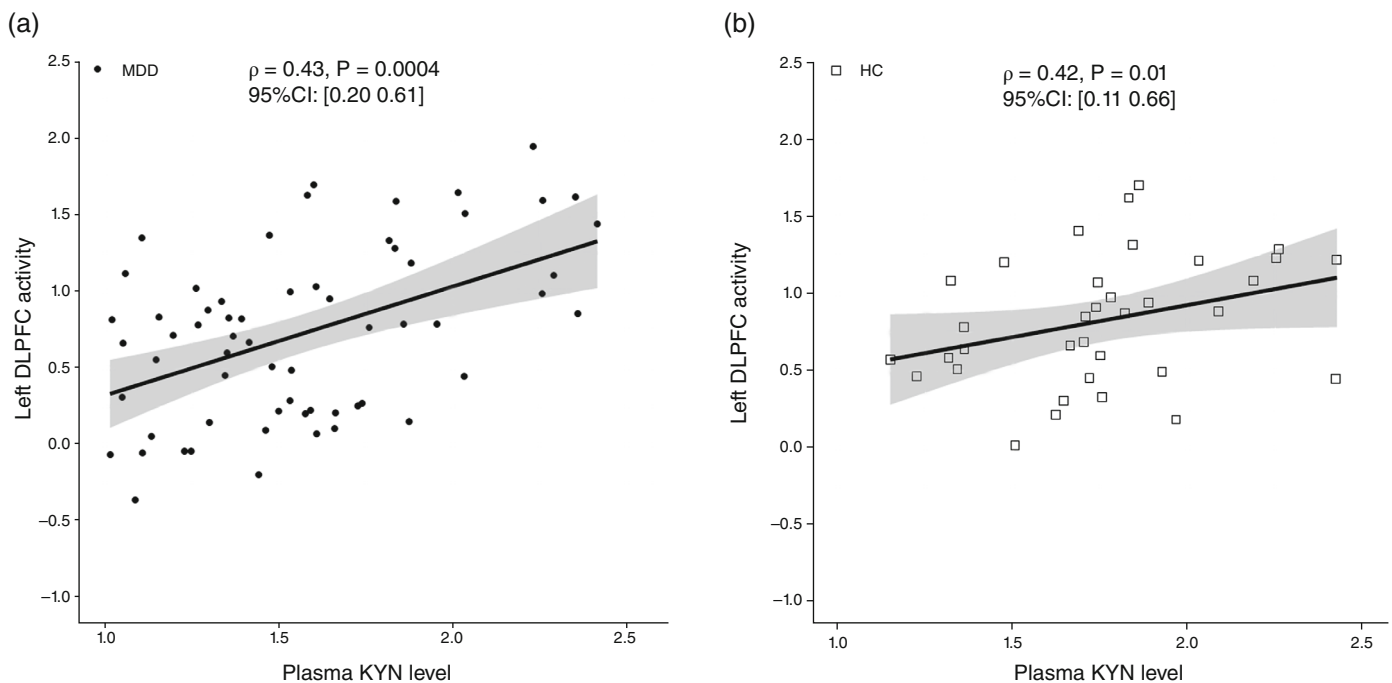 (a)
MDD
ρ = 0.43, P = 0.0004
95%CI: [0.20 0.61]
2.5
2.0
1.5
1.0
0.5
0.0
−0.5
−1.0
Left DLPFC activity
1.0 1.5 2.0 2.5
Plasma KYN level
(b)
HC
ρ = 0.42, P = 0.01
95%CI: [0.11 0.66]
2.5
2.0
1.5
1.0
0.5
0.0
−0.5
−1.0
Left DLPFC activity
1.0 1.5 2.0 2.5
Plasma KYN level